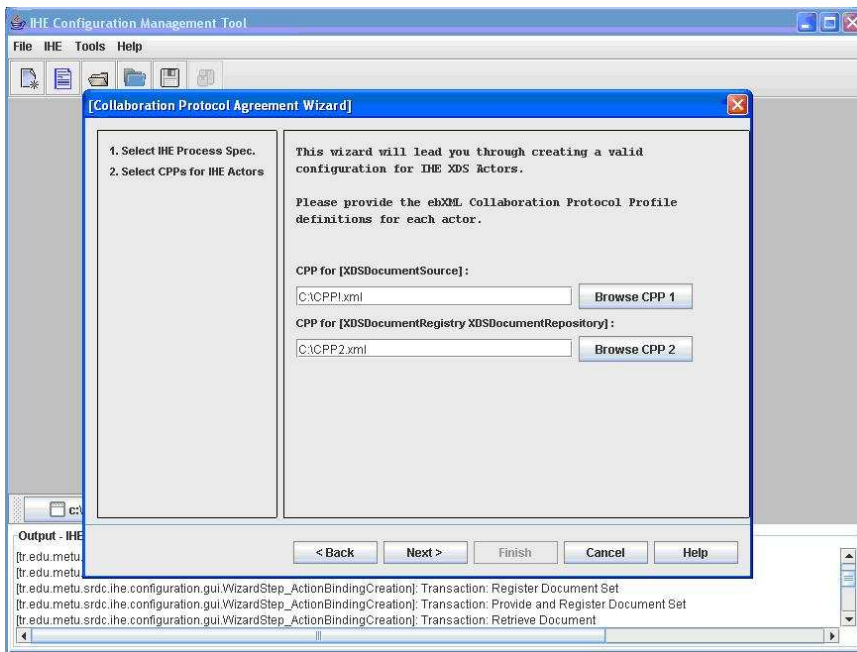 IHE Configuration Management Tool
File IHE Tools Help
[Collaboration Protocol Agreement Wizard]
1. Select IHE Process Spec.
2. Select CPPs for IHE Actors
This wizard will lead you through creating a valid
configuration for IHE XDS Actors.
Please provide the ebXML Collaboration Protocol Profile
definitions for each actor.
CPP for [XDSDocumentSource] :
C:\CPP!.xml
Browse CPP 1
CPP for [XDSDocumentRegistry XDSDocumentRepository] :
C:\CPP2.xml
Browse CPP 2
< Back
Next >
Finish
Cancel
Help
c:\
Output - IHE
[tr.edu.metu.
[tr.edu.metu.
[tr.edu.metu.srdc.ihe.configuration.gui.WizardStep_ActionBindingCreation]: Transaction: Register Document Set
[tr.edu.metu.srdc.ihe.configuration.gui.WizardStep_ActionBindingCreation]: Transaction: Provide and Register Document Set
[tr.edu.metu.srdc.ihe.configuration.gui.WizardStep_ActionBindingCreation]: Transaction: Retrieve Document